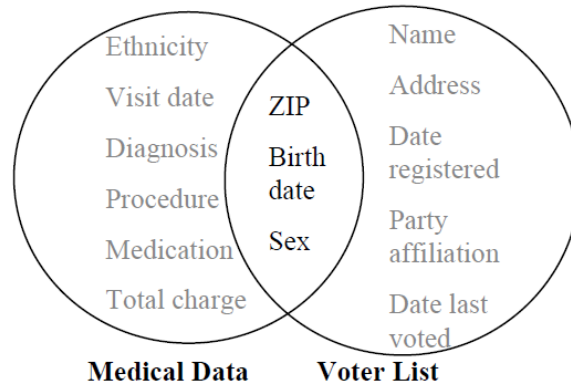 Ethnicity
Visit date
Diagnosis
Procedure
Medication
Total charge
ZIP
Birth
date
Sex
Name
Address
Date
registered
Party
affiliation
Date last
voted
Medical Data
Voter List